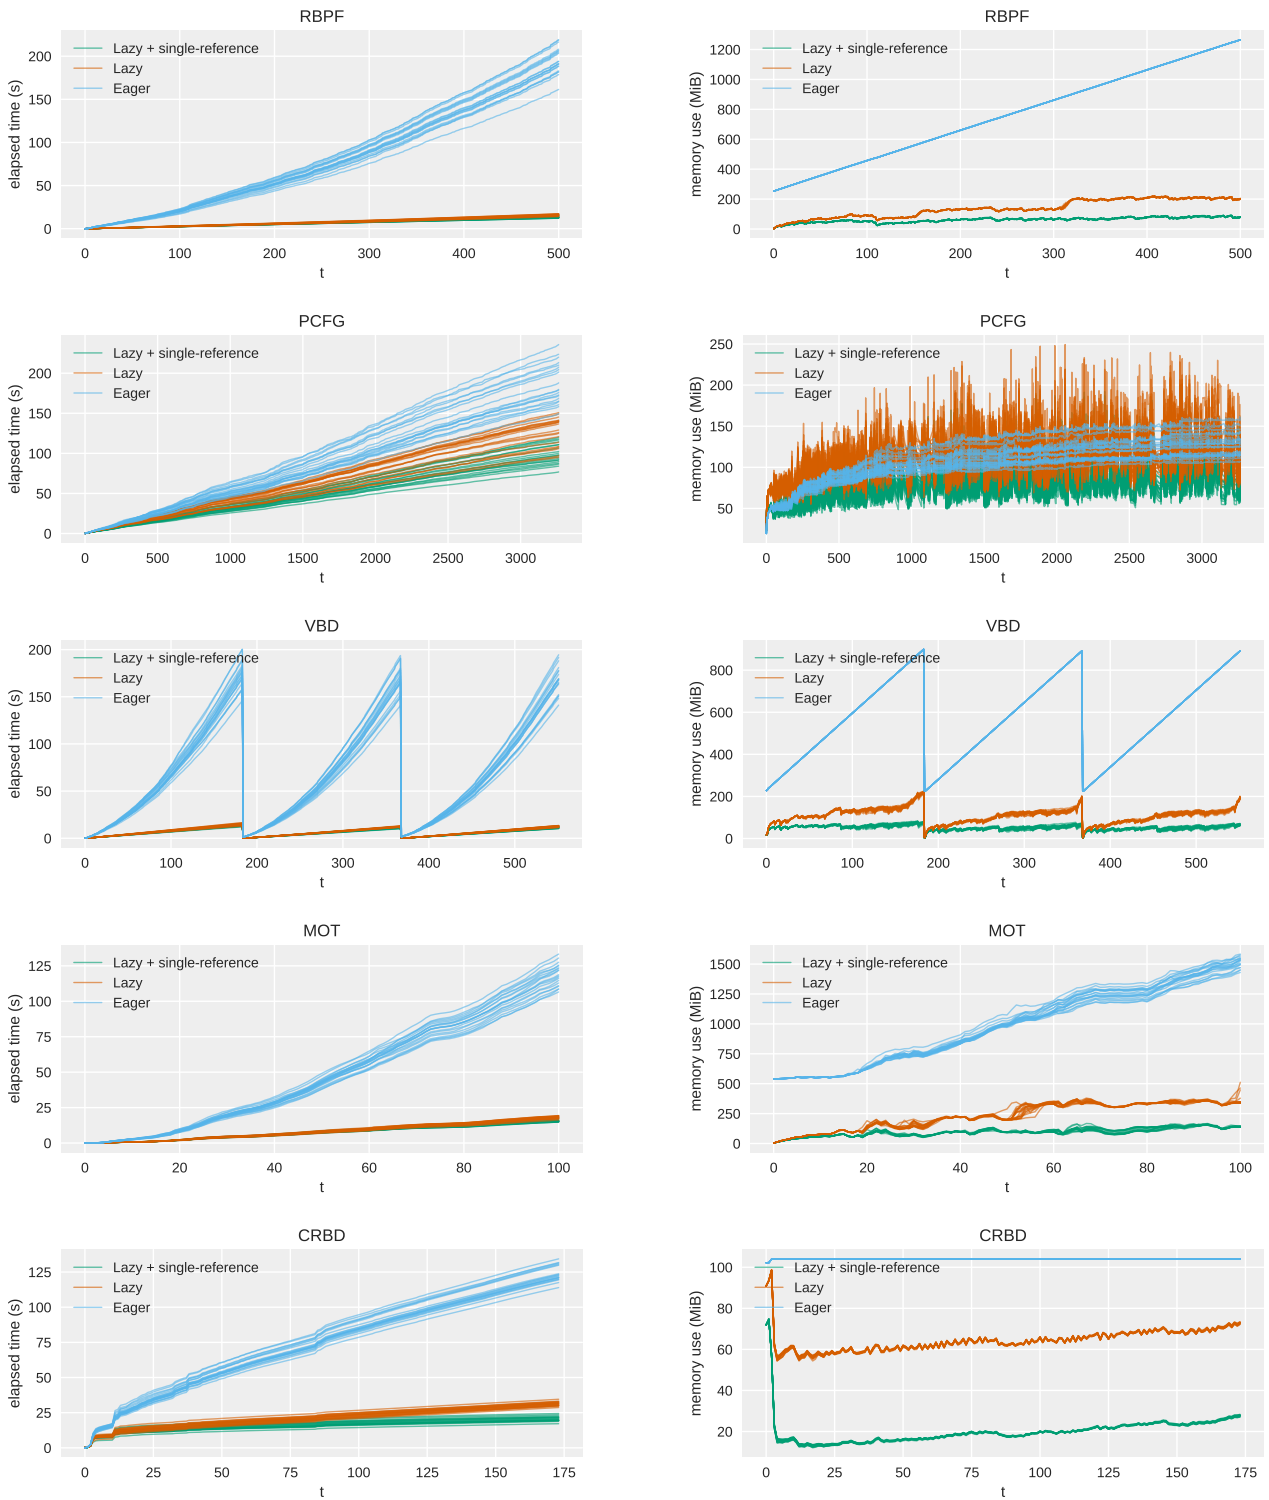 RBPF
elapsed time (s)
200
150
100
50
0
Lazy + single-reference
Lazy
Eager
0 100 200 300 400 500
t
RBPF
memory use (MiB)
1200
1000
800
600
400
200
0
Lazy + single-reference
Lazy
Eager
0 100 200 300 400 500
t
PCFG
elapsed time (s)
200
150
100
50
0
Lazy + single-reference
Lazy
Eager
0 500 1000 1500 2000 2500 3000
t
PCFG
memory use (MiB)
250
200
150
100
50
Lazy + single-reference
Lazy
Eager
0 500 1000 1500 2000 2500 3000
t
VBD
elapsed time (s)
200
150
100
50
0
Lazy + single-reference
Lazy
Eager
0 100 200 300 400 500
t
VBD
memory use (MiB)
800
600
400
200
0
Lazy + single-reference
Lazy
Eager
0 100 200 300 400 500
t
MOT
elapsed time (s)
125
100
75
50
25
0
Lazy + single-reference
Lazy
Eager
0 20 40 60 80 100
t
MOT
memory use (MiB)
1500
1250
1000
750
500
250
0
Lazy + single-reference
Lazy
Eager
0 20 40 60 80 100
t
CRBD
elapsed time (s)
125
100
75
50
25
0
Lazy + single-reference
Lazy
Eager
0 25 50 75 100 125 150 175
t
CRBD
memory use (MiB)
100
80
60
40
20
Lazy + single-reference
Lazy
Eager
0 25 50 75 100 125 150 175
t